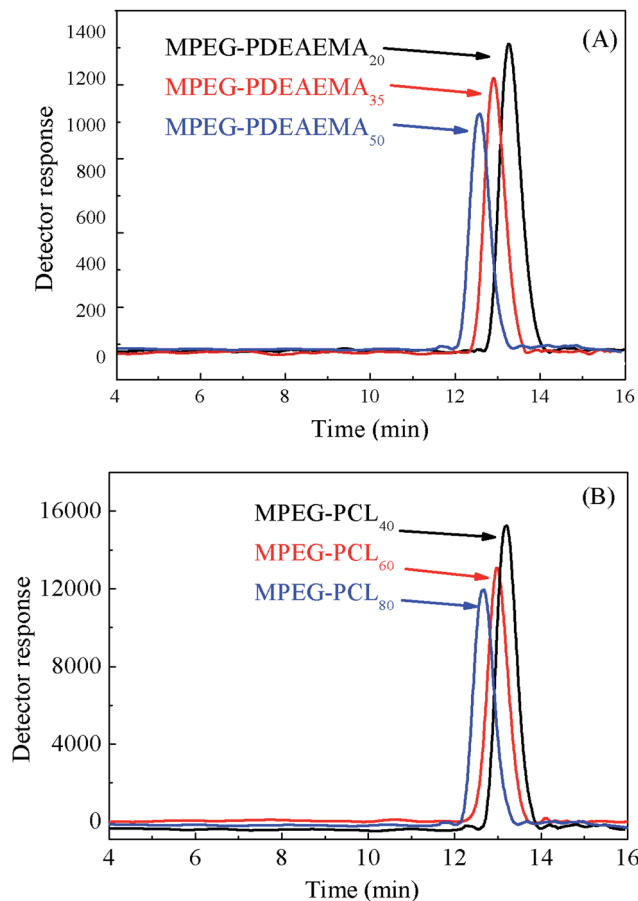 1400
(A)
MPEG-PDEAEMA20
1200
MPEG-PDEAEMA35
1000
MPEG-PDEAEMA50
800
600
400
200
0
Detector response
4 6 8 10 12 14 16
Time (min)
(B)
16000
MPEG-PCL40
MPEG-PCL60
12000
MPEG-PCL80
8000
4000
0
Detector response
4 6 8 10 12 14 16
Time (min)